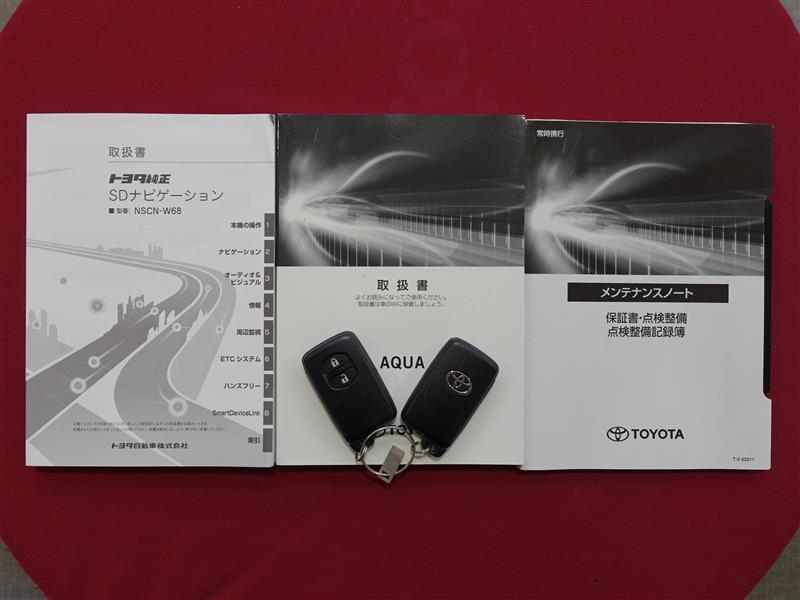 取扱書
トヨタ純正
SDナビゲーション
■ 型番: NSCN-W68
本機の操作 1
ナビゲーション 2
オーディオ&
ビジュアル 3
情報 4
周辺監視 5
ETCシステム 6
ハンズフリー 7
SmartDeviceLink 8
索引
トヨタ自動車株式会社
取扱書
よくお読みになってご使用ください。
取扱書は車の中に保管しましょう。
AQUA
常時携行
メンテナンスノート
保証書・点検整備
点検整備記録簿
TOYOTA